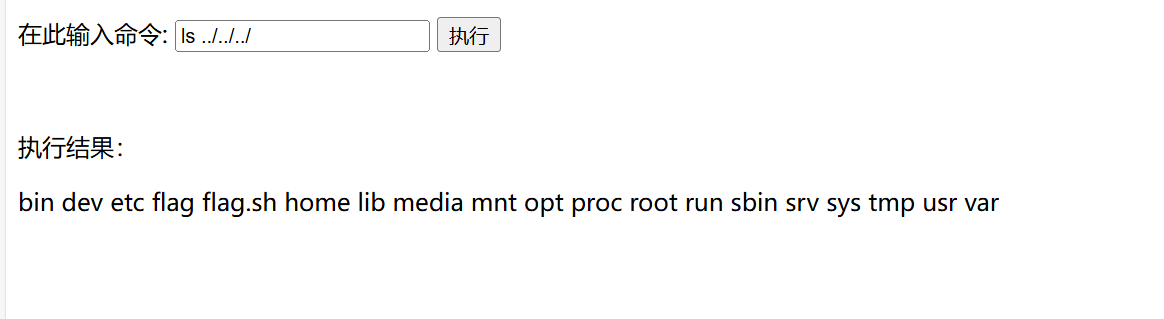 在此输入命令: ls ../../../ 执行
执行结果：
bin dev etc flag flag.sh home lib media mnt opt proc root run sbin srv sys tmp usr var